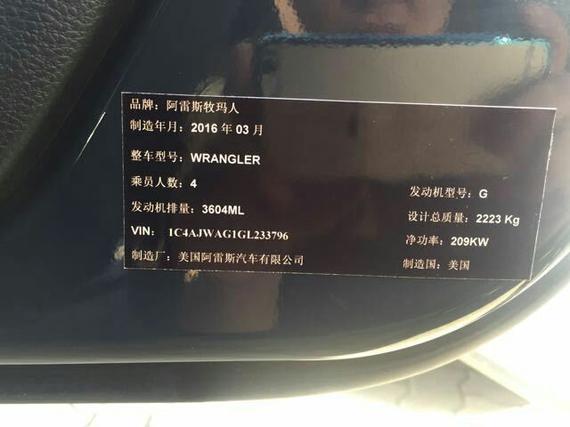 品牌：阿雷斯牧玛人
制造年月：2016 年 03 月
整车型号：WRANGLER
乘员人数：4
发动机型号：G
发动机排量：3604ML
设计总质量：2223 Kg
VIN： 1C4AJWAG1GL233796
净功率：209KW
制造厂：美国阿雷斯汽车有限公司
制造国：美国